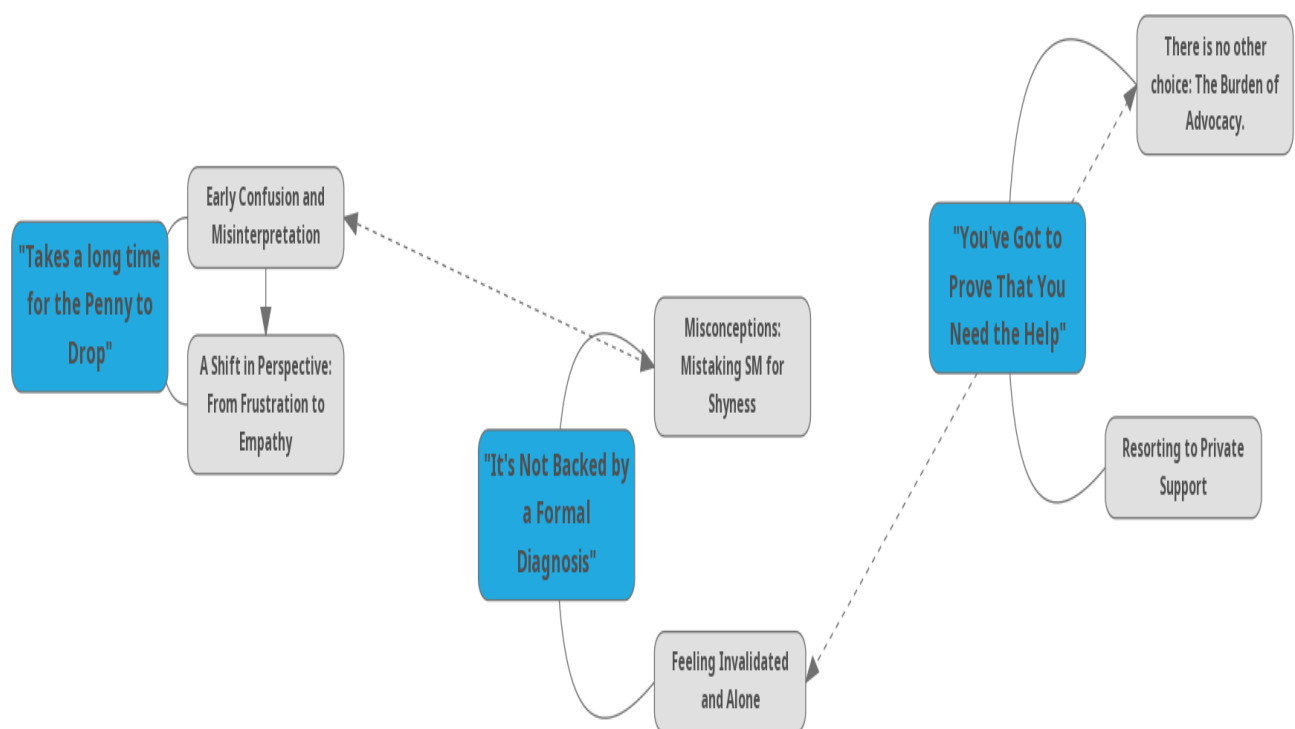 "Takes a long time
for the Penny to
Drop"
Early Confusion and
Misinterpretation
A Shift in Perspective:
From Frustration to
Empathy
"It's Not Backed by
a Formal
Diagnosis"
Misconceptions:
Mistaking SM for
Shyness
Feeling Invalidated
and Alone
"You've Got to
Prove That You
Need the Help"
There is no other
choice: The Burden of
Advocacy.
Resorting to Private
Support